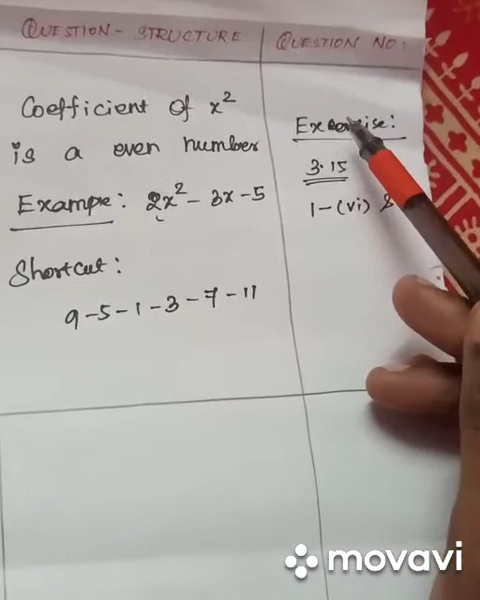 QUESTION - STRUCTURE
QUESTION NO:
Coefficient of x²
is a even number
Exampe: 2x² - 3x - 5
Shortcut:
9 - 5 - 1 - 3 - 7 - 11
Exercise:
3.15
1 - (vi) &
movavi